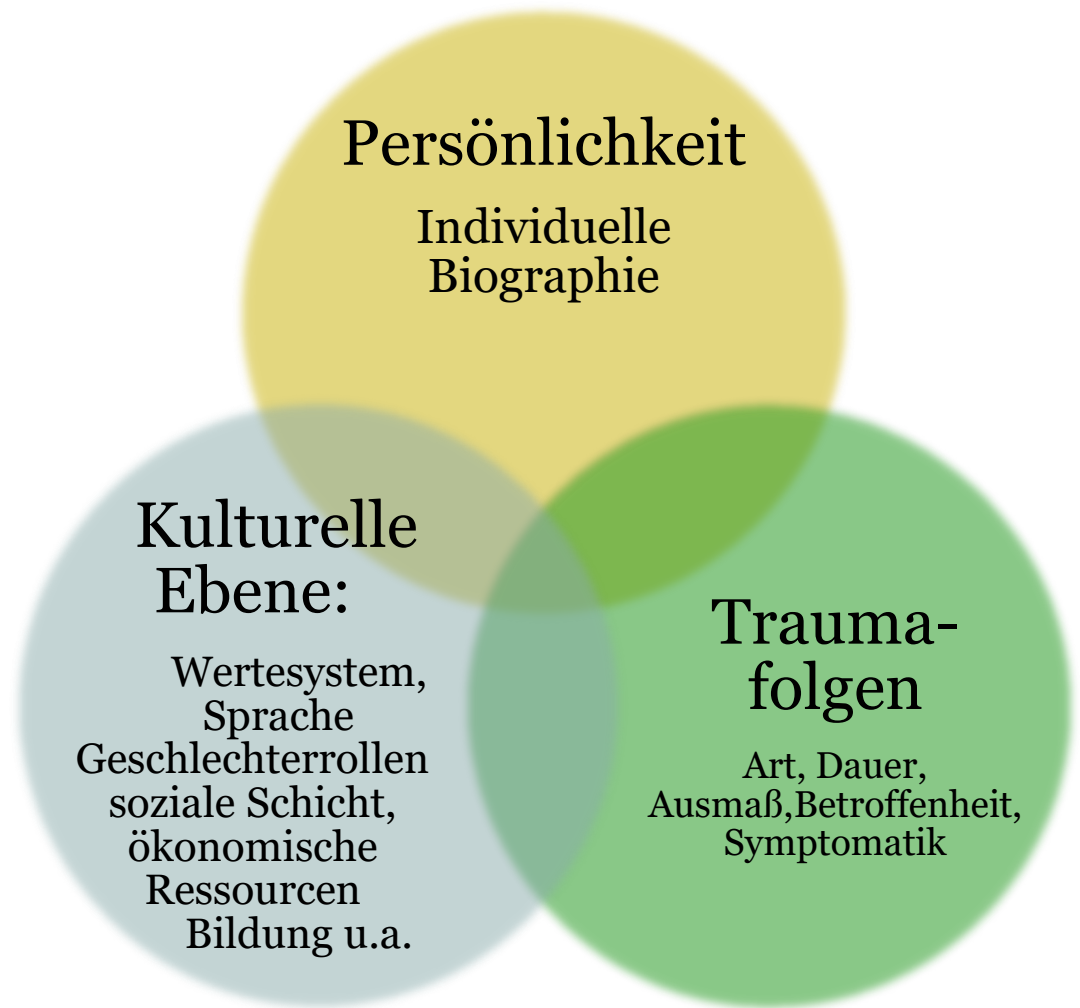 Persönlichkeit
Individuelle
Biographie
Kulturelle
Ebene:
Wertesystem,
Sprache
Geschlechterrollen
soziale Schicht,
ökonomische
Ressourcen
Bildung u.a.
Trauma-
folgen
Art, Dauer,
Ausmaß,Betroffenheit,
Symptomatik